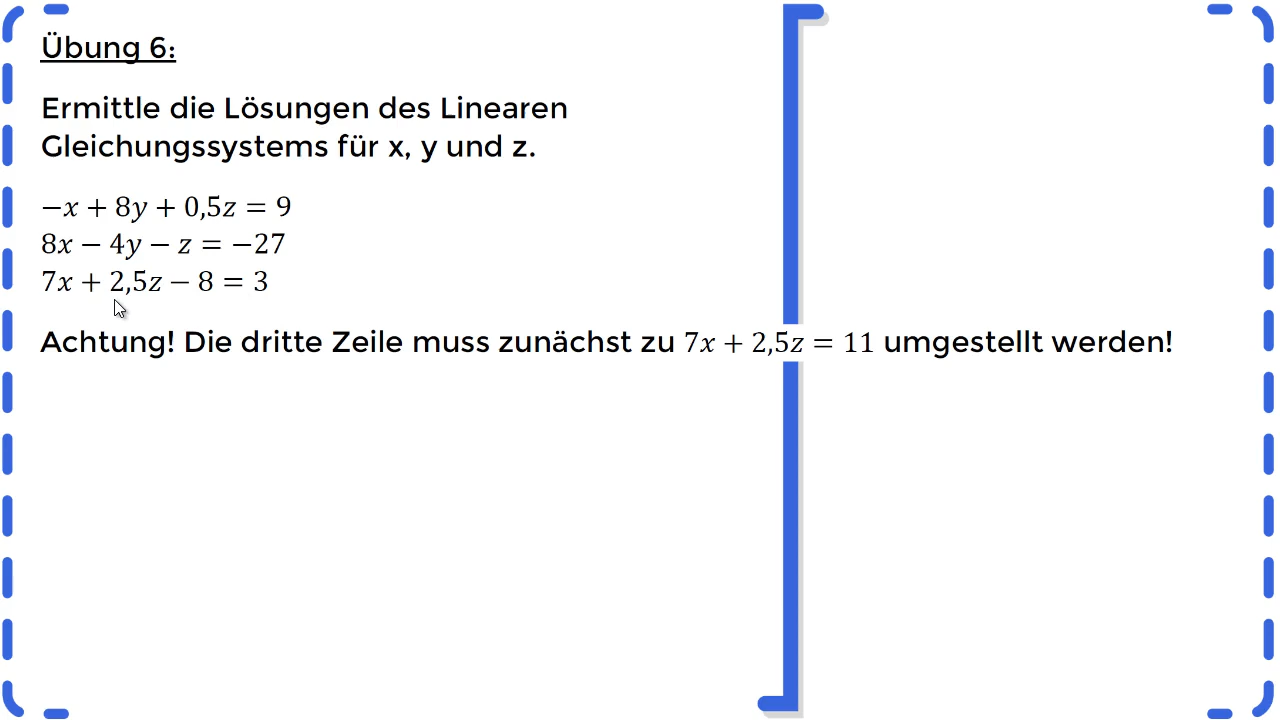 Übung 6:
Ermittle die Lösungen des Linearen
Gleichungssystems für x, y und z.
−x + 8y + 0,5z = 9
8x − 4y − z = −27
7x + 2,5z − 8 = 3
Achtung! Die dritte Zeile muss zunächst zu 7x + 2,5z = 11 umgestellt werden!